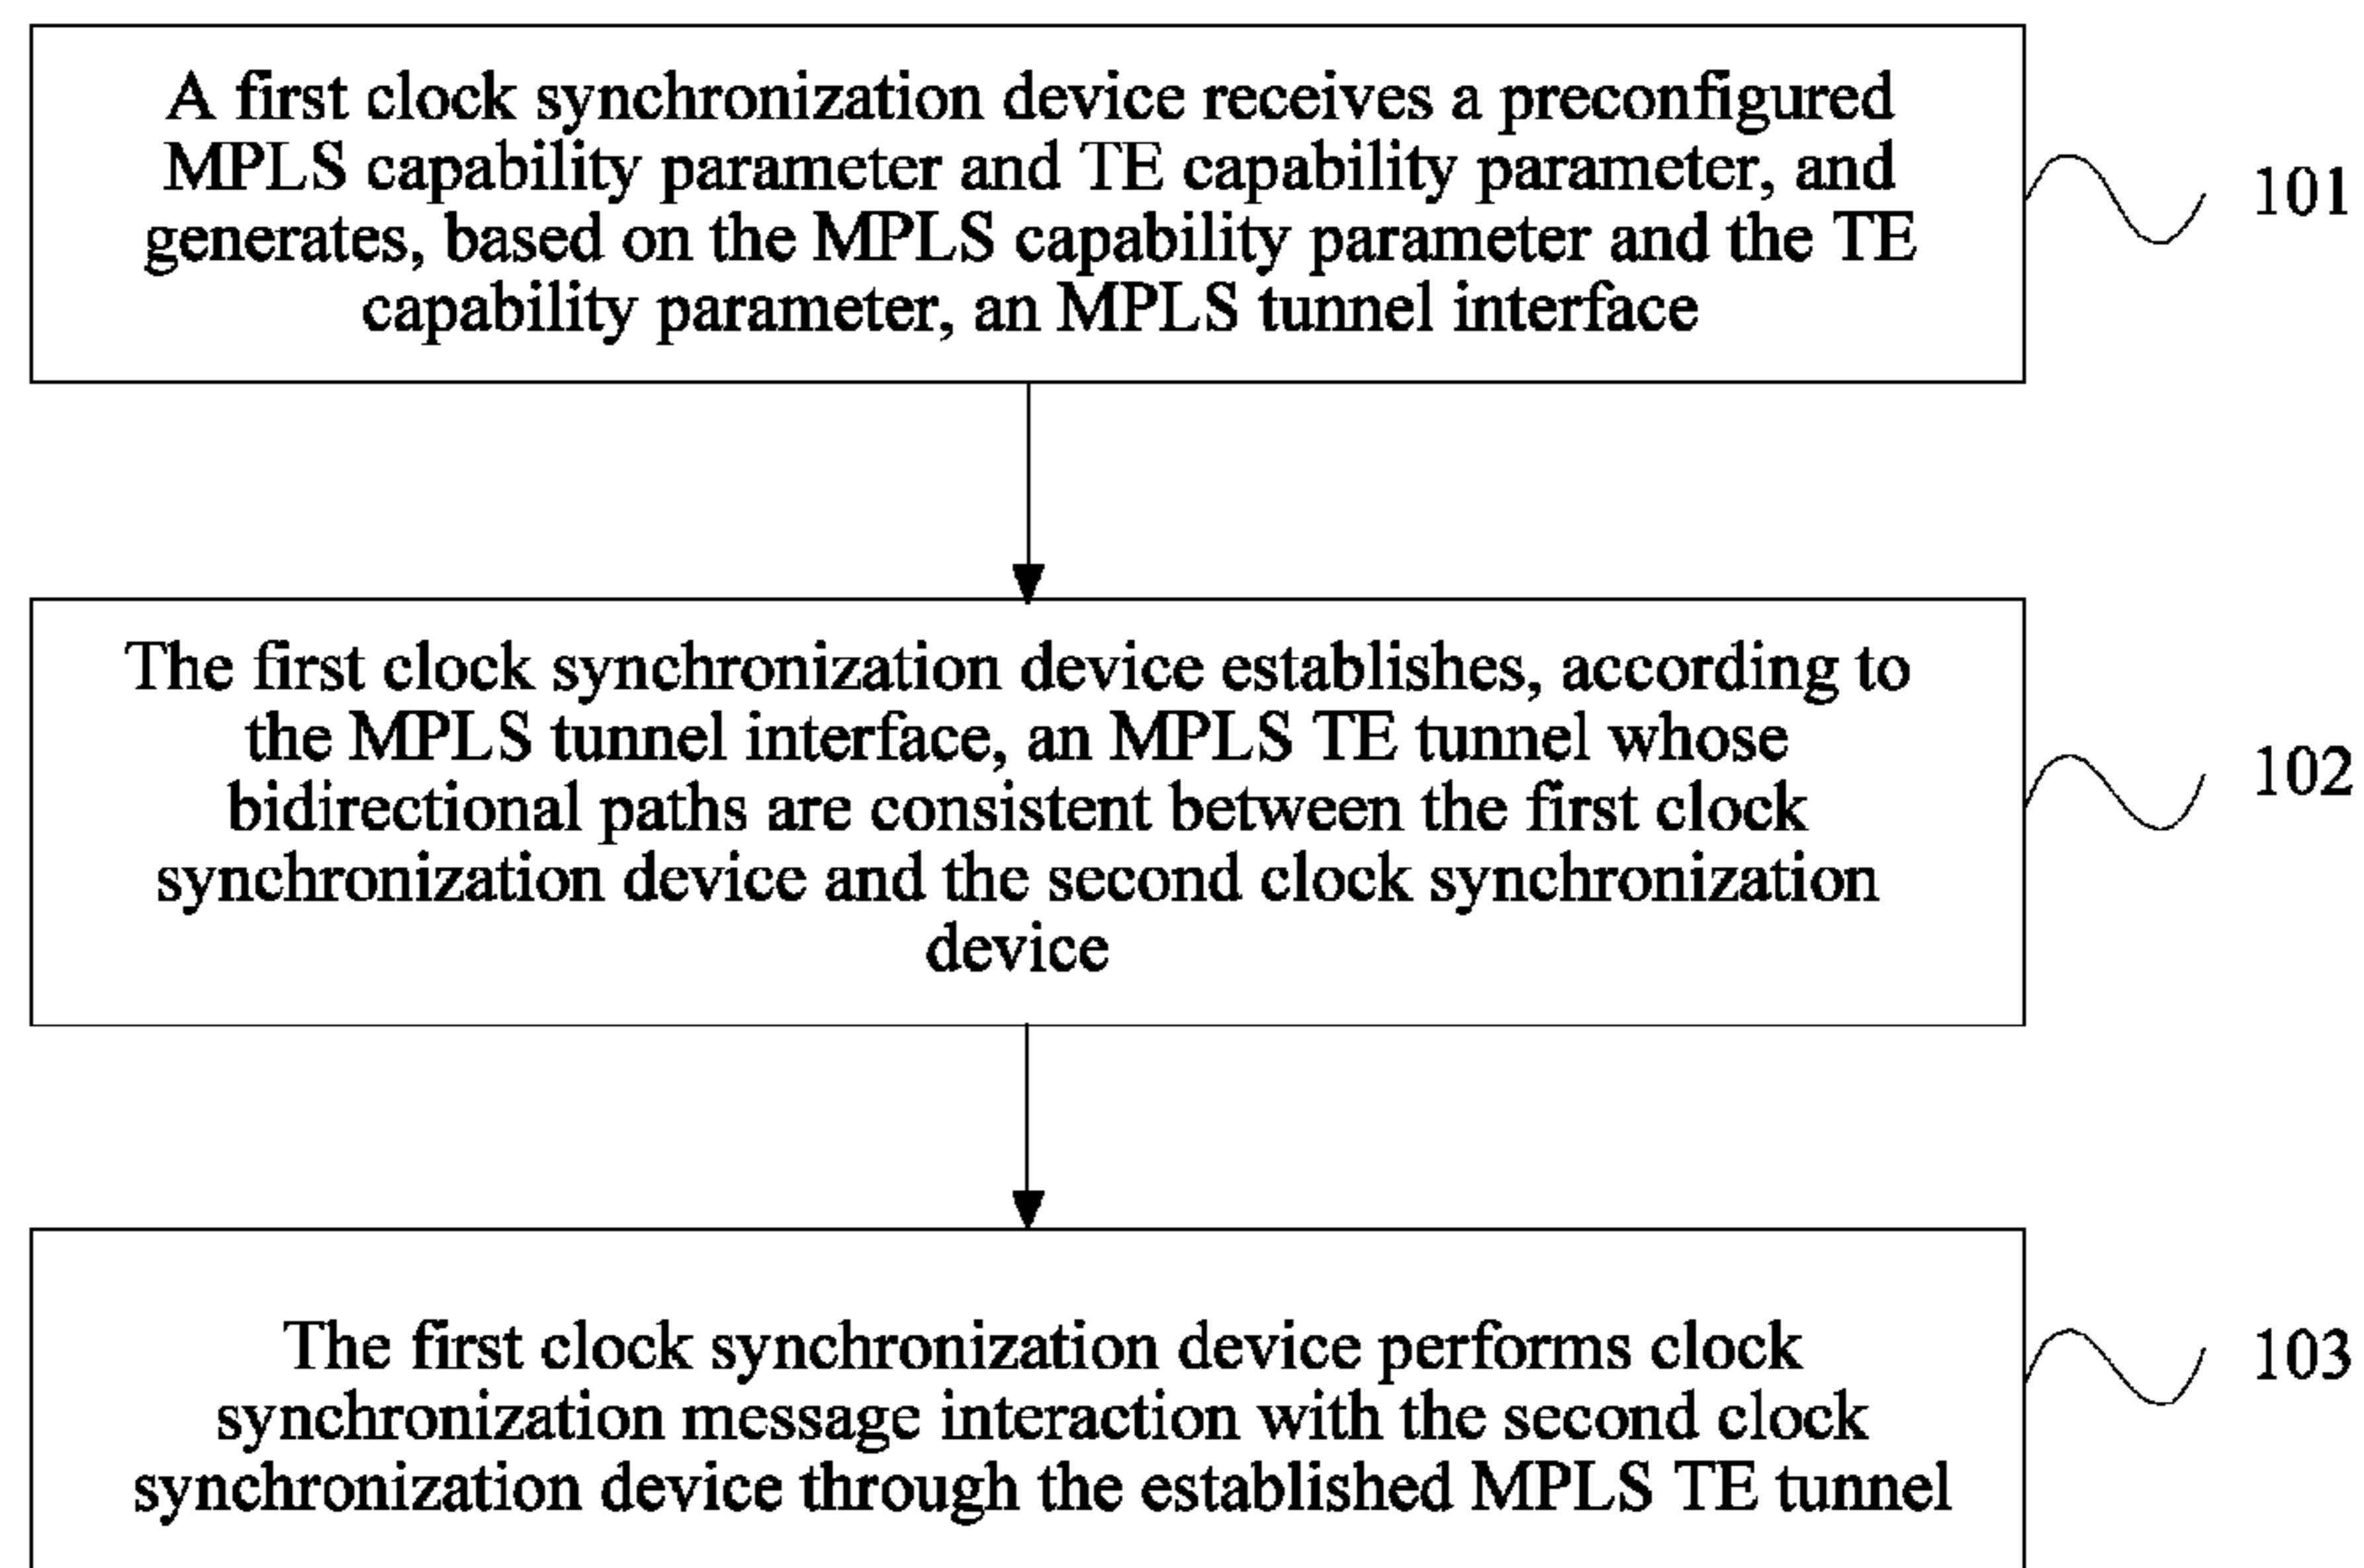 A first clock synchronization device receives a preconfigured
MPLS capability parameter and TE capability parameter, and
generates, based on the MPLS capability parameter and the TE
capability parameter, an MPLS tunnel interface
101
The first clock synchronization device establishes, according to
the MPLS tunnel interface, an MPLS TE tunnel whose
bidirectional paths are consistent between the first clock
synchronization device and the second clock synchronization
device
102
The first clock synchronization device performs clock
synchronization message interaction with the second clock
synchronization device through the established MPLS TE tunnel
103